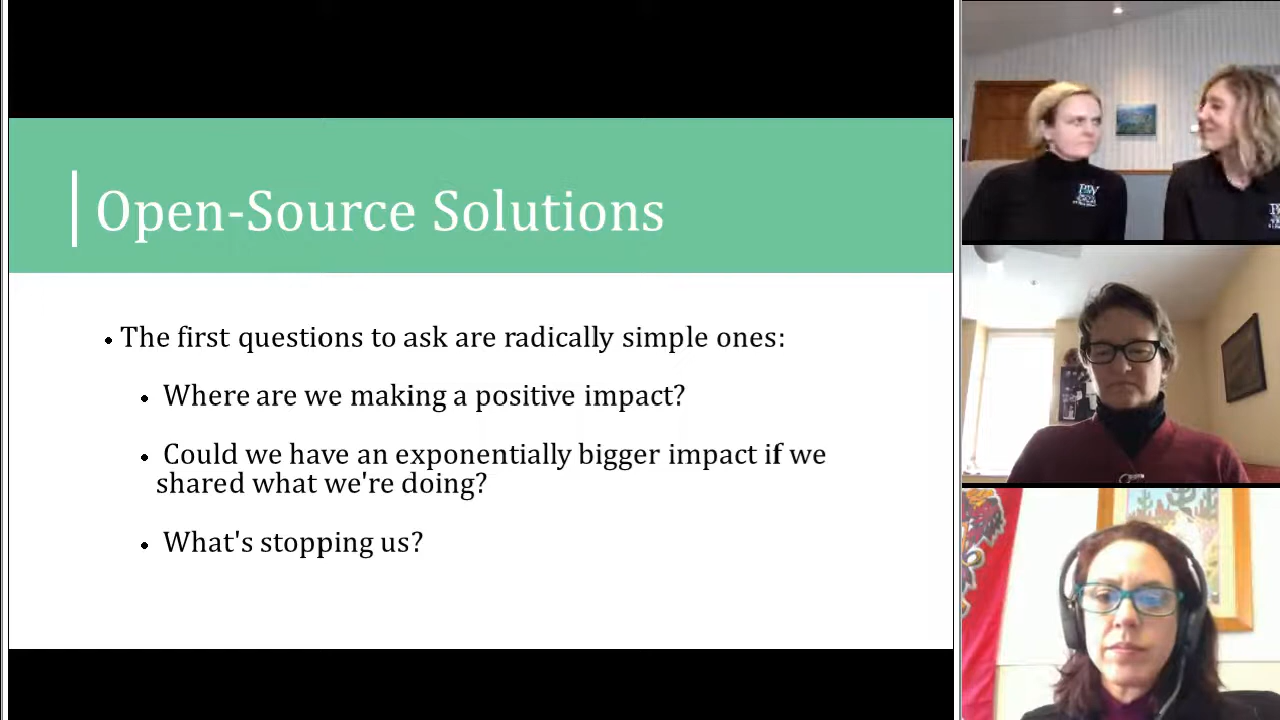 Open-Source Solutions
• The first questions to ask are radically simple ones:
• Where are we making a positive impact?
• Could we have an exponentially bigger impact if we
shared what we're doing?
• What's stopping us?